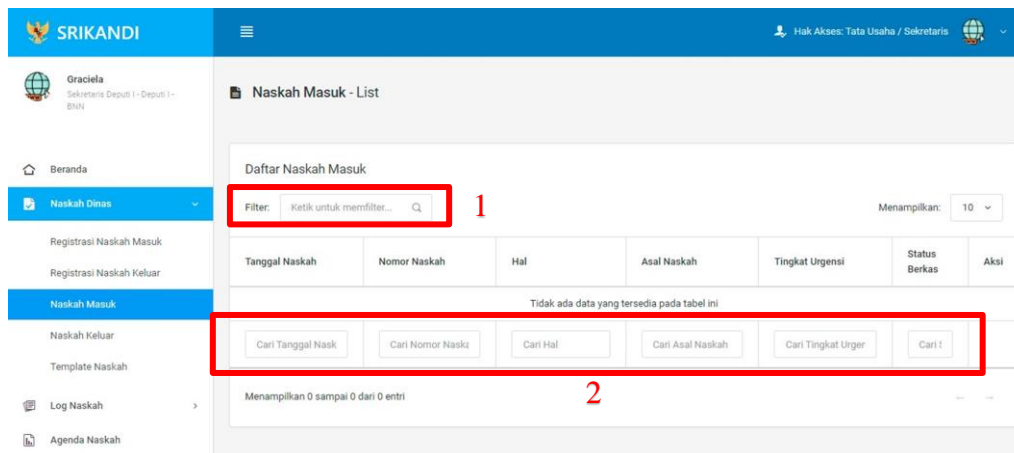 SRIKANDI
Hak Akses: Tata Usaha / Sekretaris
Graciela
Sekretaris Deputi I - Deputi I -
BNN
Naskah Masuk - List
Beranda
Naskah Dinas
Registrasi Naskah Masuk
Registrasi Naskah Keluar
Naskah Masuk
Naskah Keluar
Template Naskah
Log Naskah
Agenda Naskah
Daftar Naskah Masuk
Filter: Ketik untuk memfilter... 1
Menampilkan: 10
Tanggal Naskah Nomor Naskah Hal Asal Naskah Tingkat Urgensi Status Berkas Aksi
Tidak ada data yang tersedia pada tabel ini
Cari Tanggal Nask Cari Nomor Naska Cari Hal Cari Asal Naskah Cari Tingkat Urger Cari
2
Menampilkan 0 sampai 0 dari 0 entri